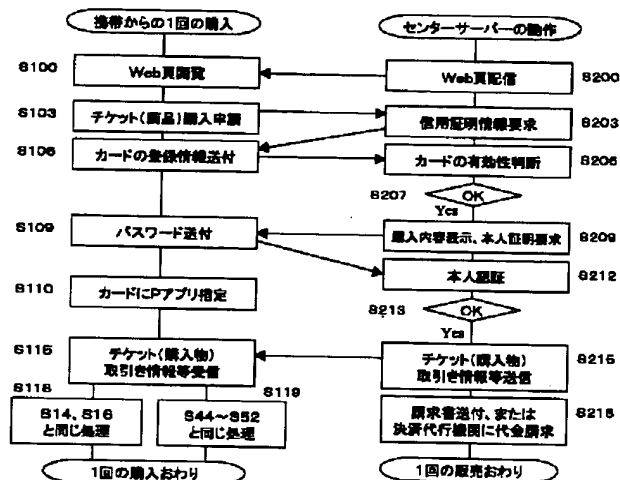 携帯からの1回の購入
センターサーバーの動作
S100
Web頁閲覧
Web頁配信
S200
S103
チケット(商品)購入申請
信用証明情報要求
S203
S106
カードの登録情報送付
カードの有効性判断
S206
S207
OK
Yes
S109
パスワード送付
購入内容表示、本人証明要求
S209
本人認証
S212
S110
カードにPアプリ指定
S213
OK
Yes
S115
チケット(購入物)
取引き情報等受信
チケット(購入物)
取引き情報等送信
S215
S118
S119
S14、S16
と同じ処理
S44~S52
と同じ処理
請求書送付、または
決済代行機関に代金請求
S218
1回の購入おわり
1回の販売おわり